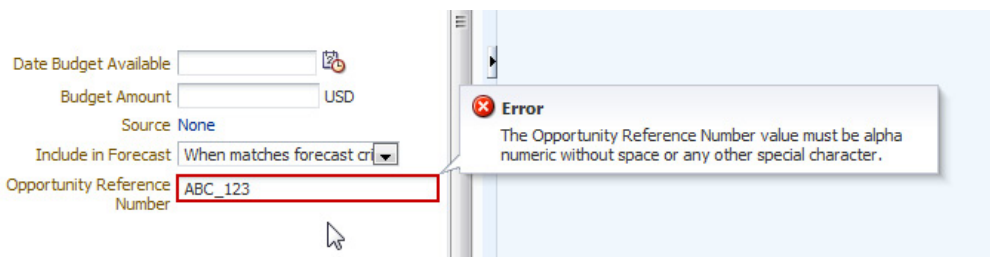 Date Budget Available
Budget Amount USD
Source None
Include in Forecast When matches forecast cri
Opportunity Reference
Number ABC_123
Error
The Opportunity Reference Number value must be alpha
numeric without space or any other special character.